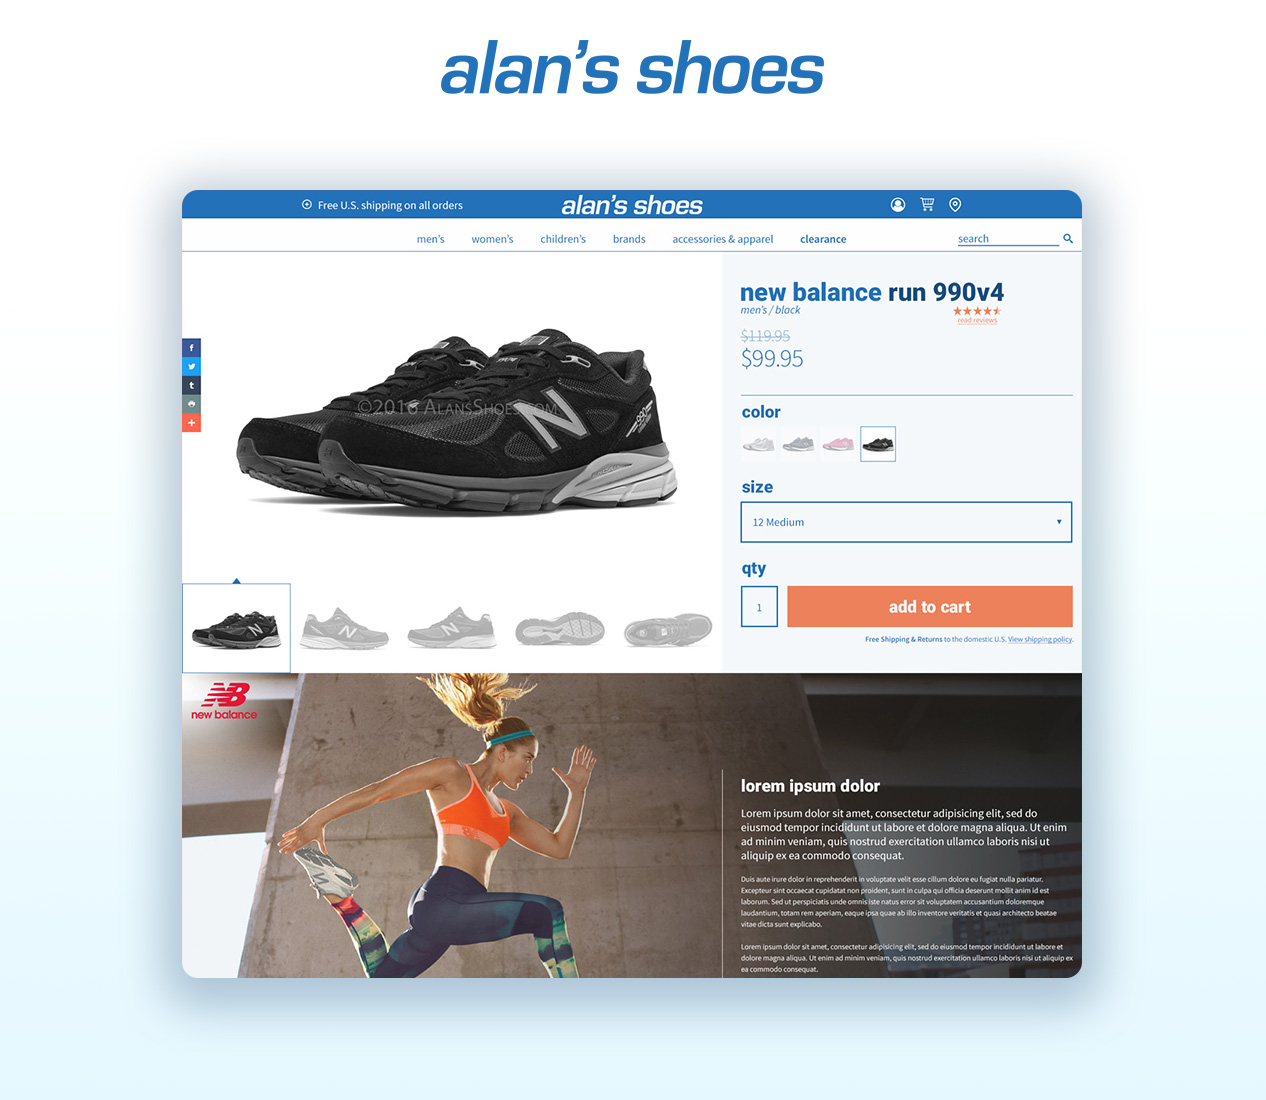 alan's shoes
Free U.S. shipping on all orders
alan's shoes
men's women's children's brands accessories & apparel clearance
search
new balance run 990v4
men's / black
read reviews
$119.95
$99.95
f
t
©2016 AlansShoes.com
N
990
color
size
12 Medium
qty
1
add to cart
Free Shipping & Returns to the domestic U.S. View shipping policy.
NB
new balance
lorem ipsum dolor
Lorem ipsum dolor sit amet, consectetur adipisicing elit, sed do
eiusmod tempor incididunt ut labore et dolore magna aliqua. Ut enim
ad minim veniam, quis nostrud exercitation ullamco laboris nisi ut
aliquip ex ea commodo consequat.
Duis aute irure dolor in reprehenderit in voluptate velit esse cillum dolore eu fugiat nulla pariatur.
Excepteur sint occaecat cupidatat non proident, sunt in culpa qui officia deserunt mollit anim id est
laborum. Sed ut perspiciatis unde omnis iste natus error sit voluptatem accusantium doloremque
laudantium, totam rem aperiam, eaque ipsa quae ab illo inventore veritatis et quasi architecto beatae
vitae dicta sunt explicabo.
Lorem ipsum dolor sit amet, consectetur adipisicing elit, sed do eiusmod tempor incididunt ut labore et
dolore magna aliqua. Ut enim ad minim veniam, quis nostrud exercitation ullamco laboris nisi ut aliquip ex
ea commodo consequat.